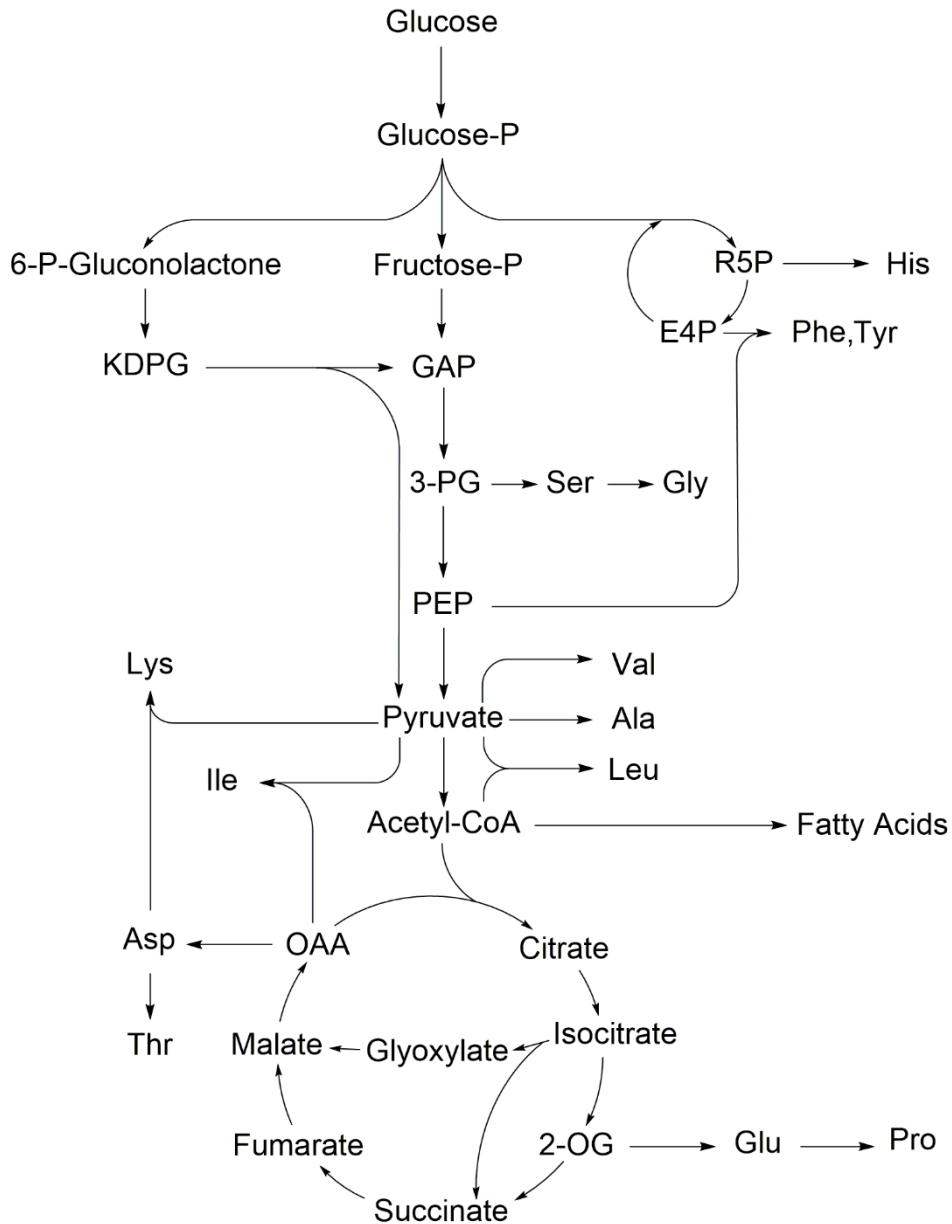 Glucose
Glucose-P
6-P-Gluconolactone
Fructose-P
R5P
His
E4P
Phe,Tyr
KDPG
GAP
3-PG
Ser
Gly
PEP
Lys
Val
Pyruvate
Ala
Ile
Leu
Acetyl-CoA
Fatty Acids
Asp
OAA
Citrate
Thr
Malate
Glyoxylate
Isocitrate
Fumarate
2-OG
Glu
Pro
Succinate